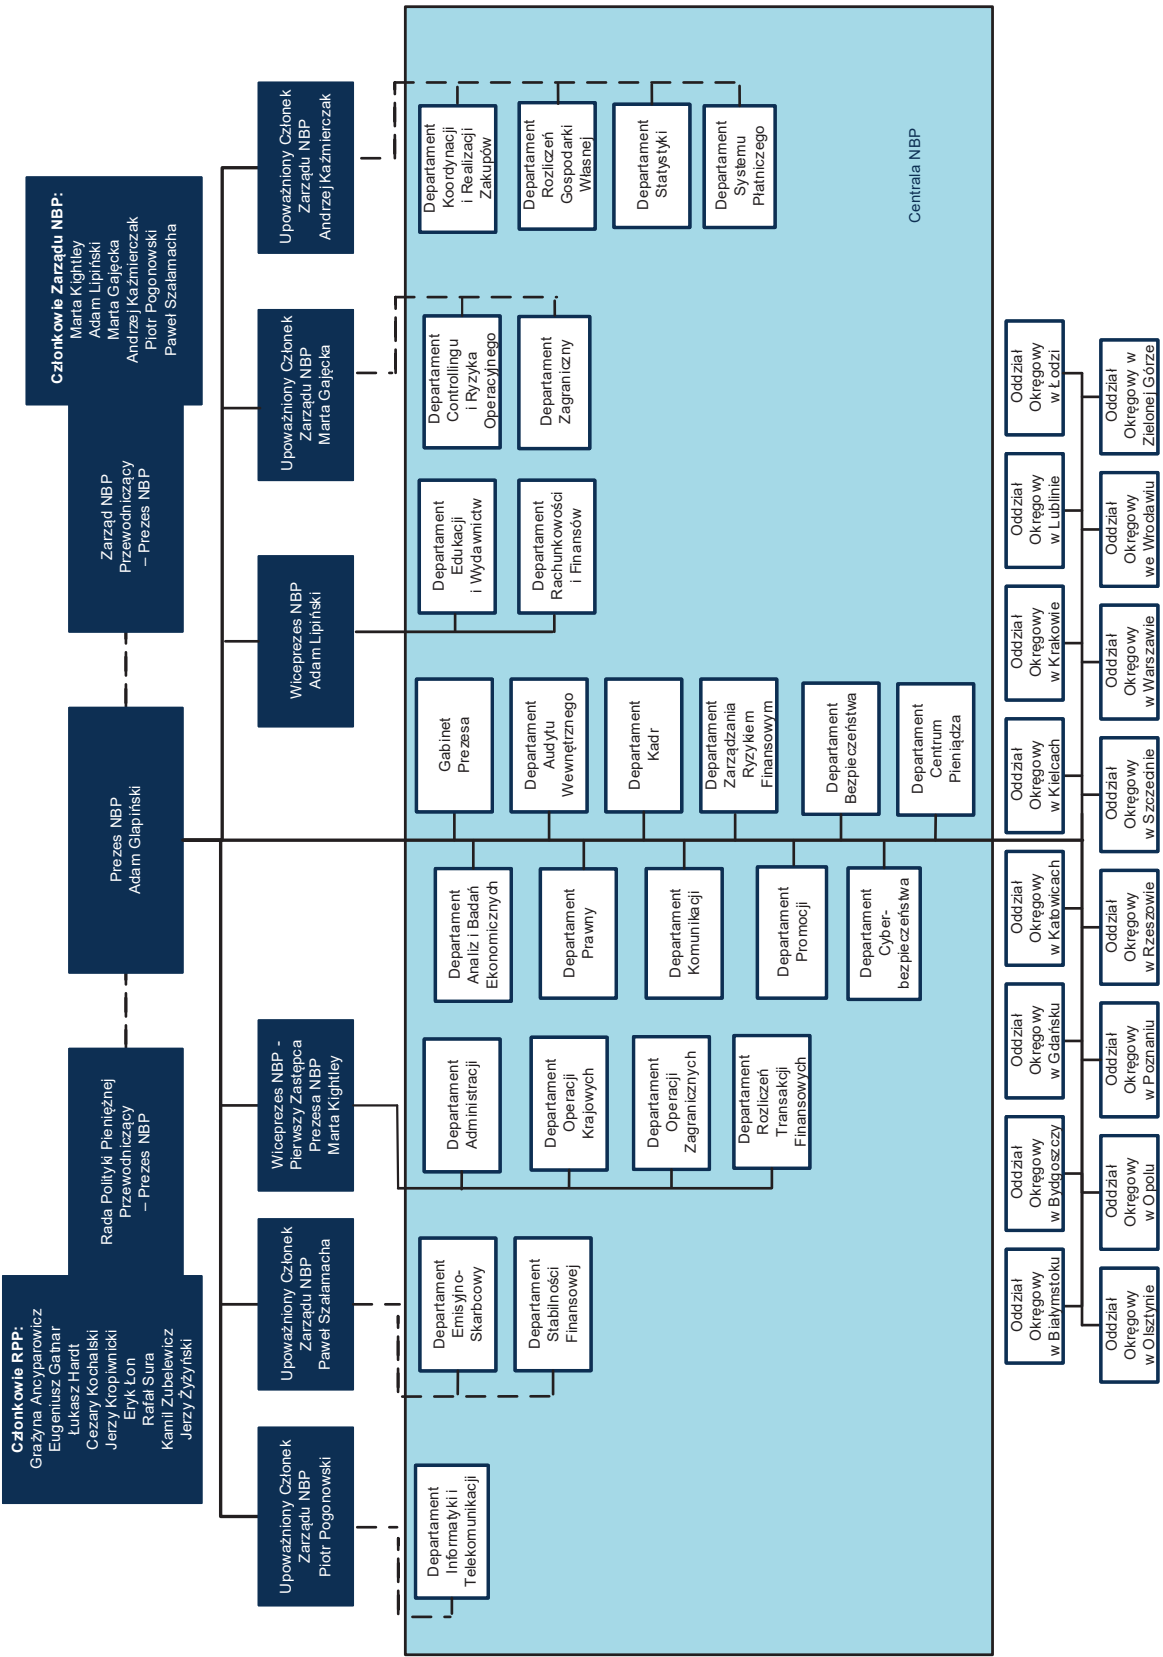 Członkowie RPP:
Grażyna Ancyparowicz
Eugeniusz Gatnar
Łukasz Hardt
Cezary Kochalski
Jerzy Kropiwnicki
Eryk Łon
Rafał Sura
Kamil Zubelewicz
Jerzy Żyżyński
Rada Polityki Pieniężnej
Przewodniczący
– Prezes NBP
Prezes NBP
Adam Glapiński
Zarząd NBP
Przewodniczący
– Prezes NBP
Członkowie Zarządu NBP:
Marta Kightley
Adam Lipiński
Marta Gajęcka
Andrzej Kaźmierczak
Piotr Pogonowski
Paweł Szałamacha
Upoważniony Członek
Zarządu NBP
Piotr Pogonowski
Upoważniony Członek
Zarządu NBP
Paweł Szałamacha
Wiceprezes NBP -
Pierwszy Zastępca
Prezesa NBP
Marta Kightley
Wiceprezes NBP
Adam Lipiński
Upoważniony Członek
Zarządu NBP
Marta Gajęcka
Upoważniony Członek
Zarządu NBP
Andrzej Kaźmierczak
Departament
Informatyki i
Telekomunikacji
Departament
Emisyjno-
Skarbcowy
Departament
Stabilności
Finansowej
Departament
Administracji
Departament
Operacji
Krajowych
Departament
Operacji
Zagranicznych
Departament
Rozliczeń
Transakcji
Finansowych
Departament
Analiz i Badań
Ekonomicznych
Departament
Prawny
Departament
Komunikacji
Departament
Promocji
Departament
Cyber-
bezpieczeństwa
Gabinet
Prezesa
Departament
Audytu
Wewnętrznego
Departament
Kadr
Departament
Zarządzania
Ryzykiem
Finansowym
Departament
Bezpieczeństwa
Departament
Centrum
Pieniądza
Departament
Edukacji
i Wydawnictw
Departament
Rachunkowości
i Finansów
Departament
Controllingu
i Ryzyka
Operacyjnego
Departament
Zagraniczny
Departament
Koordynacji
i Realizacji
Zakupów
Departament
Rozliczeń
Gospodarki
Własnej
Departament
Statystyki
Departament
Systemu
Płatniczego
Centrala NBP
Oddział
Okręgowy
w Białymstoku
Oddział
Okręgowy
w Bydgoszczy
Oddział
Okręgowy
w Gdańsku
Oddział
Okręgowy
w Katowicach
Oddział
Okręgowy
w Kielcach
Oddział
Okręgowy
w Krakowie
Oddział
Okręgowy
w Lublinie
Oddział
Okręgowy
w Łodzi
Oddział
Okręgowy
w Olsztynie
Oddział
Okręgowy
w Opolu
Oddział
Okręgowy
w Poznaniu
Oddział
Okręgowy
w Rzeszowie
Oddział
Okręgowy
w Szczecinie
Oddział
Okręgowy
w Warszawie
Oddział
Okręgowy
we Wrocławiu
Oddział
Okręgowy w
Zielonej Górze